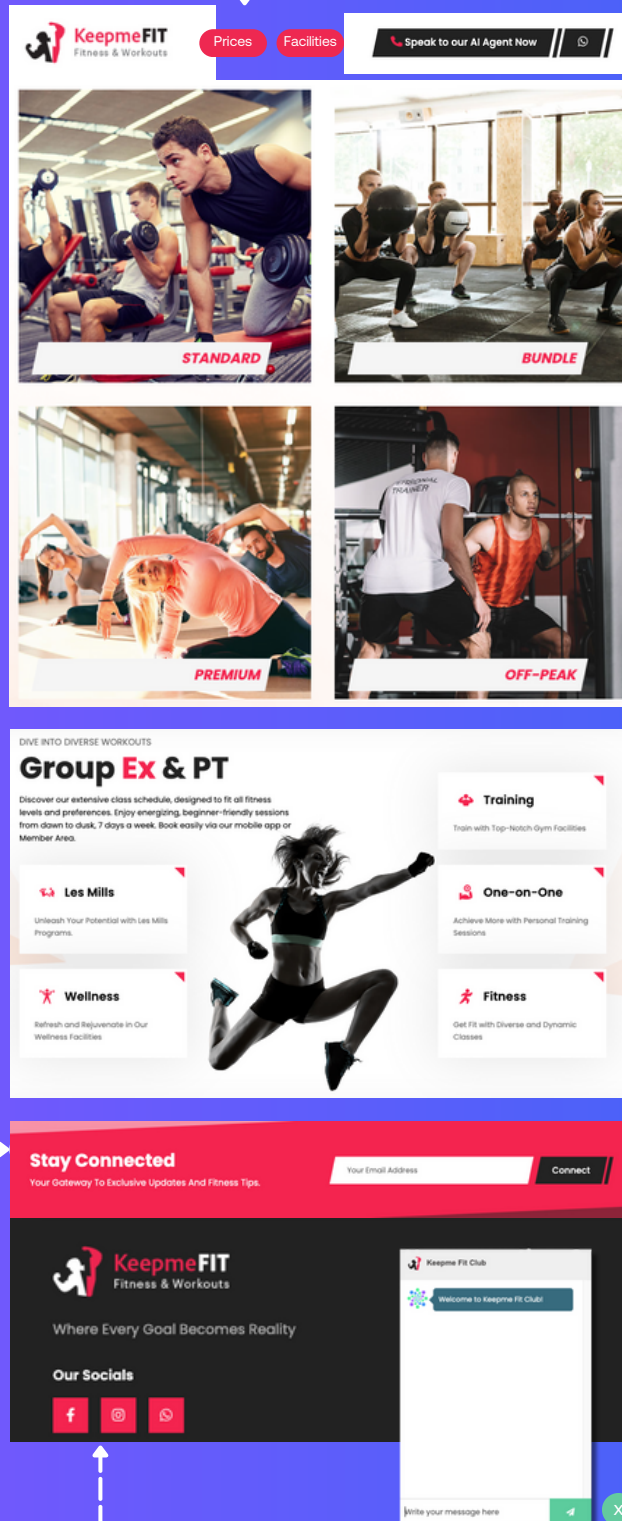 KeepmeFIT
Fitness & Workouts
Prices
Facilities
Speak to our AI Agent Now
STANDARD
BUNDLE
PERSONAL
TRAINER
PREMIUM
OFF-PEAK
DIVE INTO DIVERSE WORKOUTS
Group Ex & PT
Discover our extensive class schedule, designed to fit all fitness
levels and preferences. Enjoy energizing, beginner-friendly sessions
from dawn to dusk, 7 days a week. Book easily via our mobile app or
Member Area.
Training
Train with Top-Notch Gym Facilities
Les Mills
Unleash Your Potential with Les Mills
Programs.
One-on-One
Achieve More with Personal Training
Sessions
Wellness
Refresh and Rejuvenate in Our
Wellness Facilities
Fitness
Get Fit with Diverse and Dynamic
Classes
Stay Connected
Your Gateway To Exclusive Updates And Fitness Tips.
Your Email Address
Connect
KeepmeFIT
Fitness & Workouts
Where Every Goal Becomes Reality
Our Socials
Keepme Fit Club
Welcome to Keepme Fit Club!
Write your message here
X